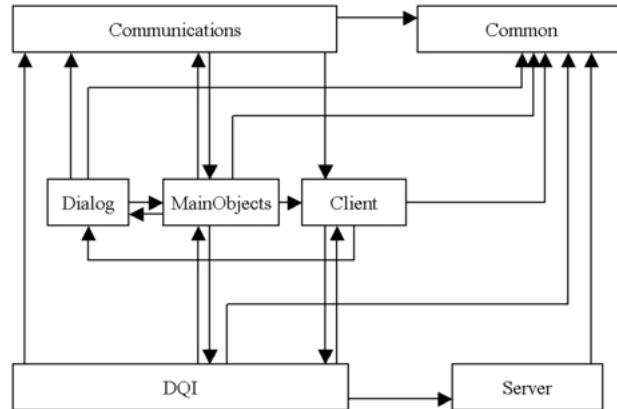 Communications
Common
Dialog
MainObjects
Client
DQI
Server